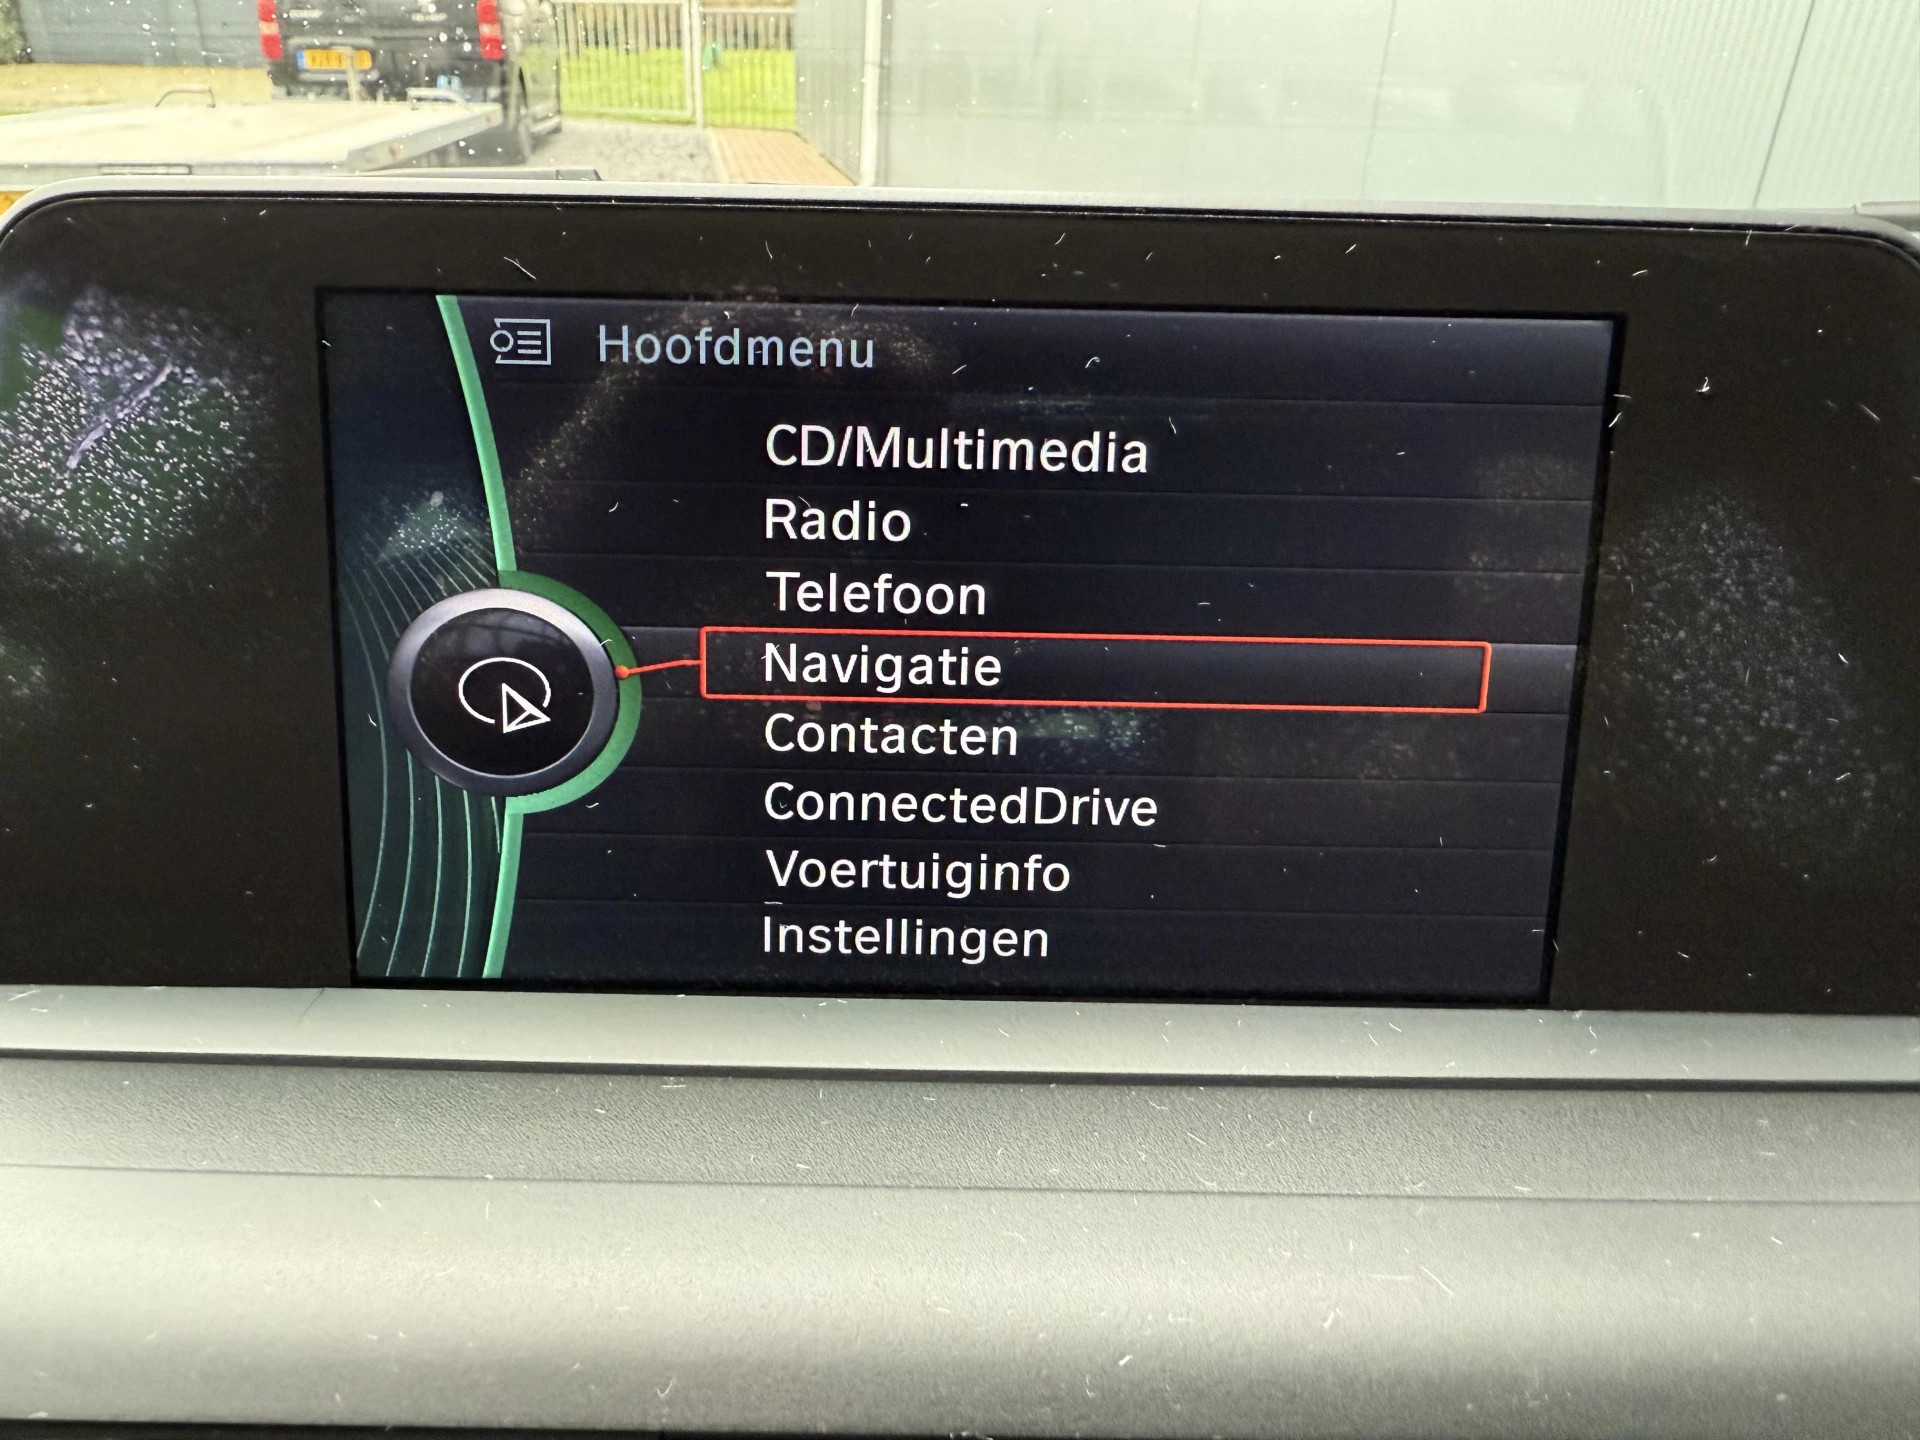 Hoofdmenu
CD/Multimedia
Radio
Telefoon
Navigatie
Contacten
ConnectedDrive
Voertuiginfo
Instellingen